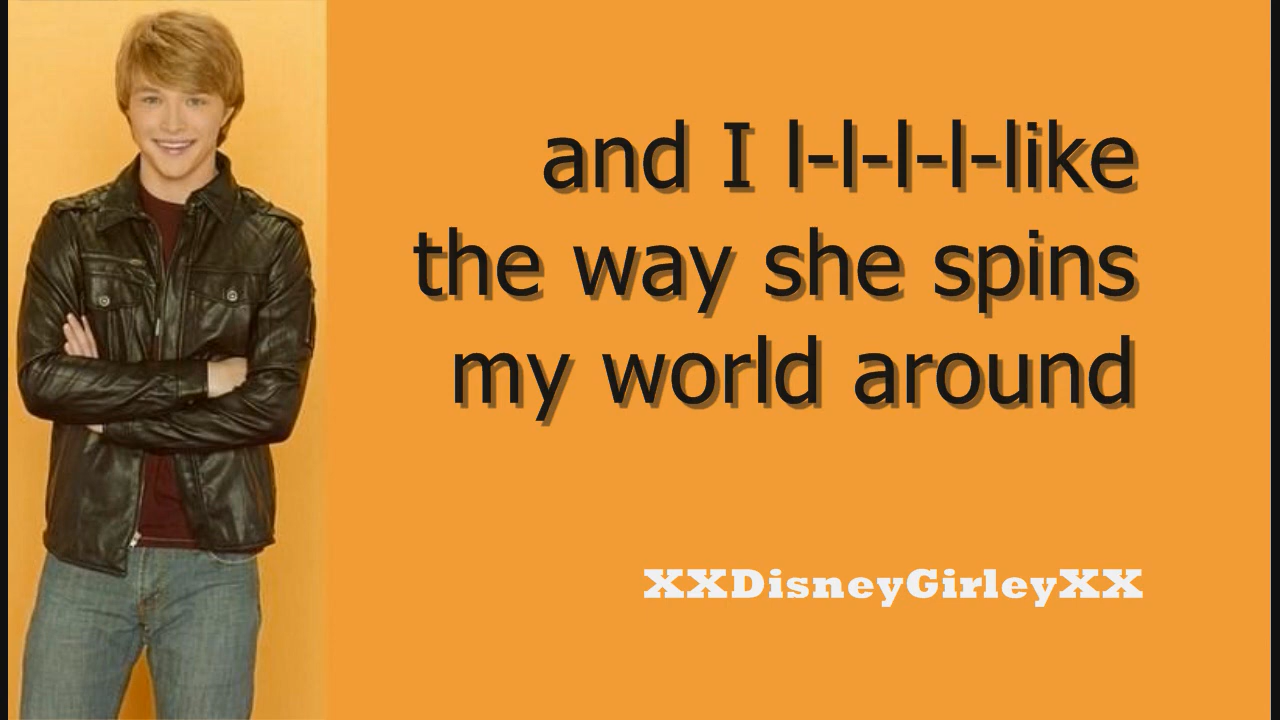 and I l-l-l-l-like
the way she spins
my world around
XXDisneyGirleyXX